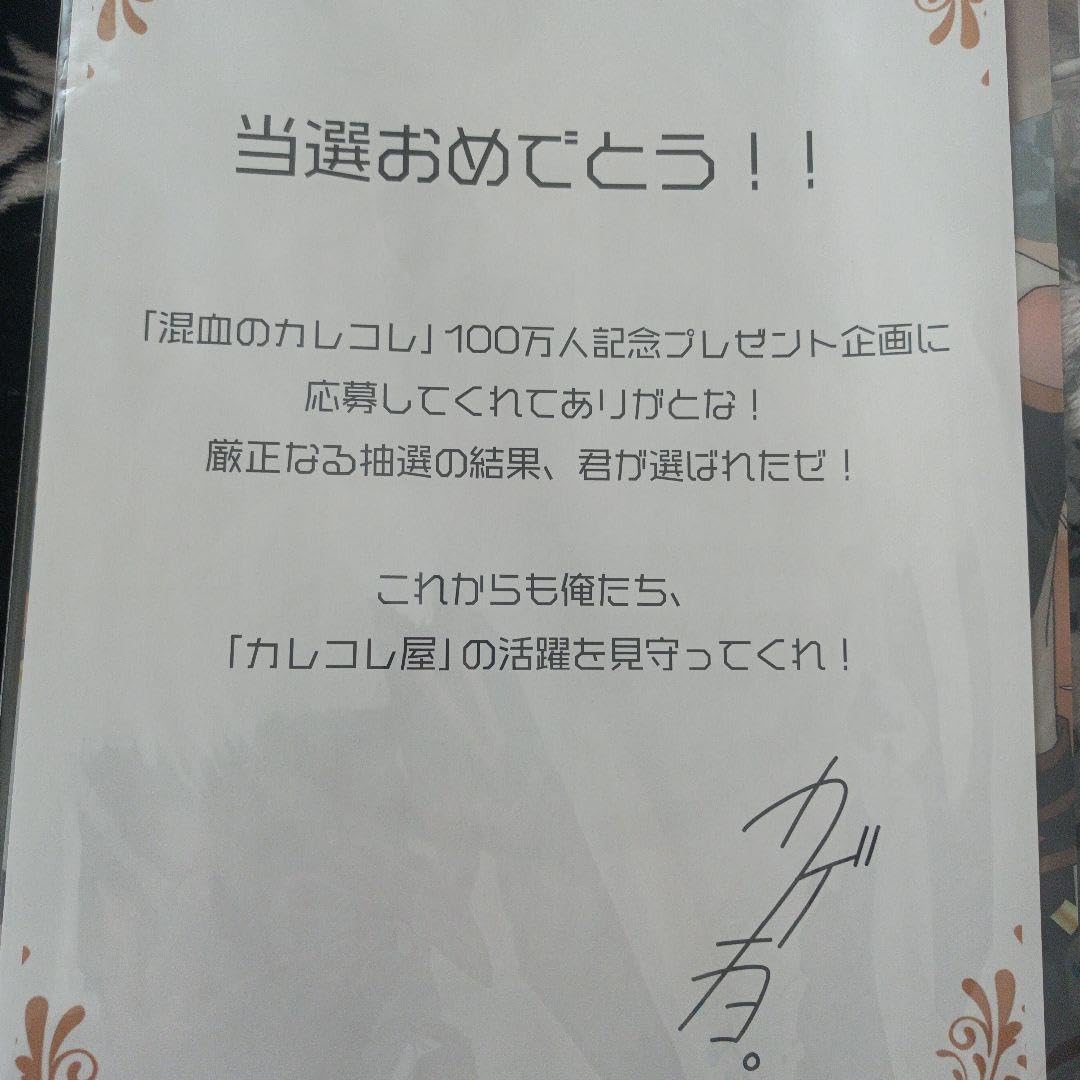 当選おめでとう！！
「混血のカレコレ」100万人記念プレゼント企画に
応募してくれてありがとな！
厳正なる抽選の結果、君が選ばれたゼ！
これからも俺たち、
「カレコレ屋」の活躍を見守ってくれ！
カゲチヨ。